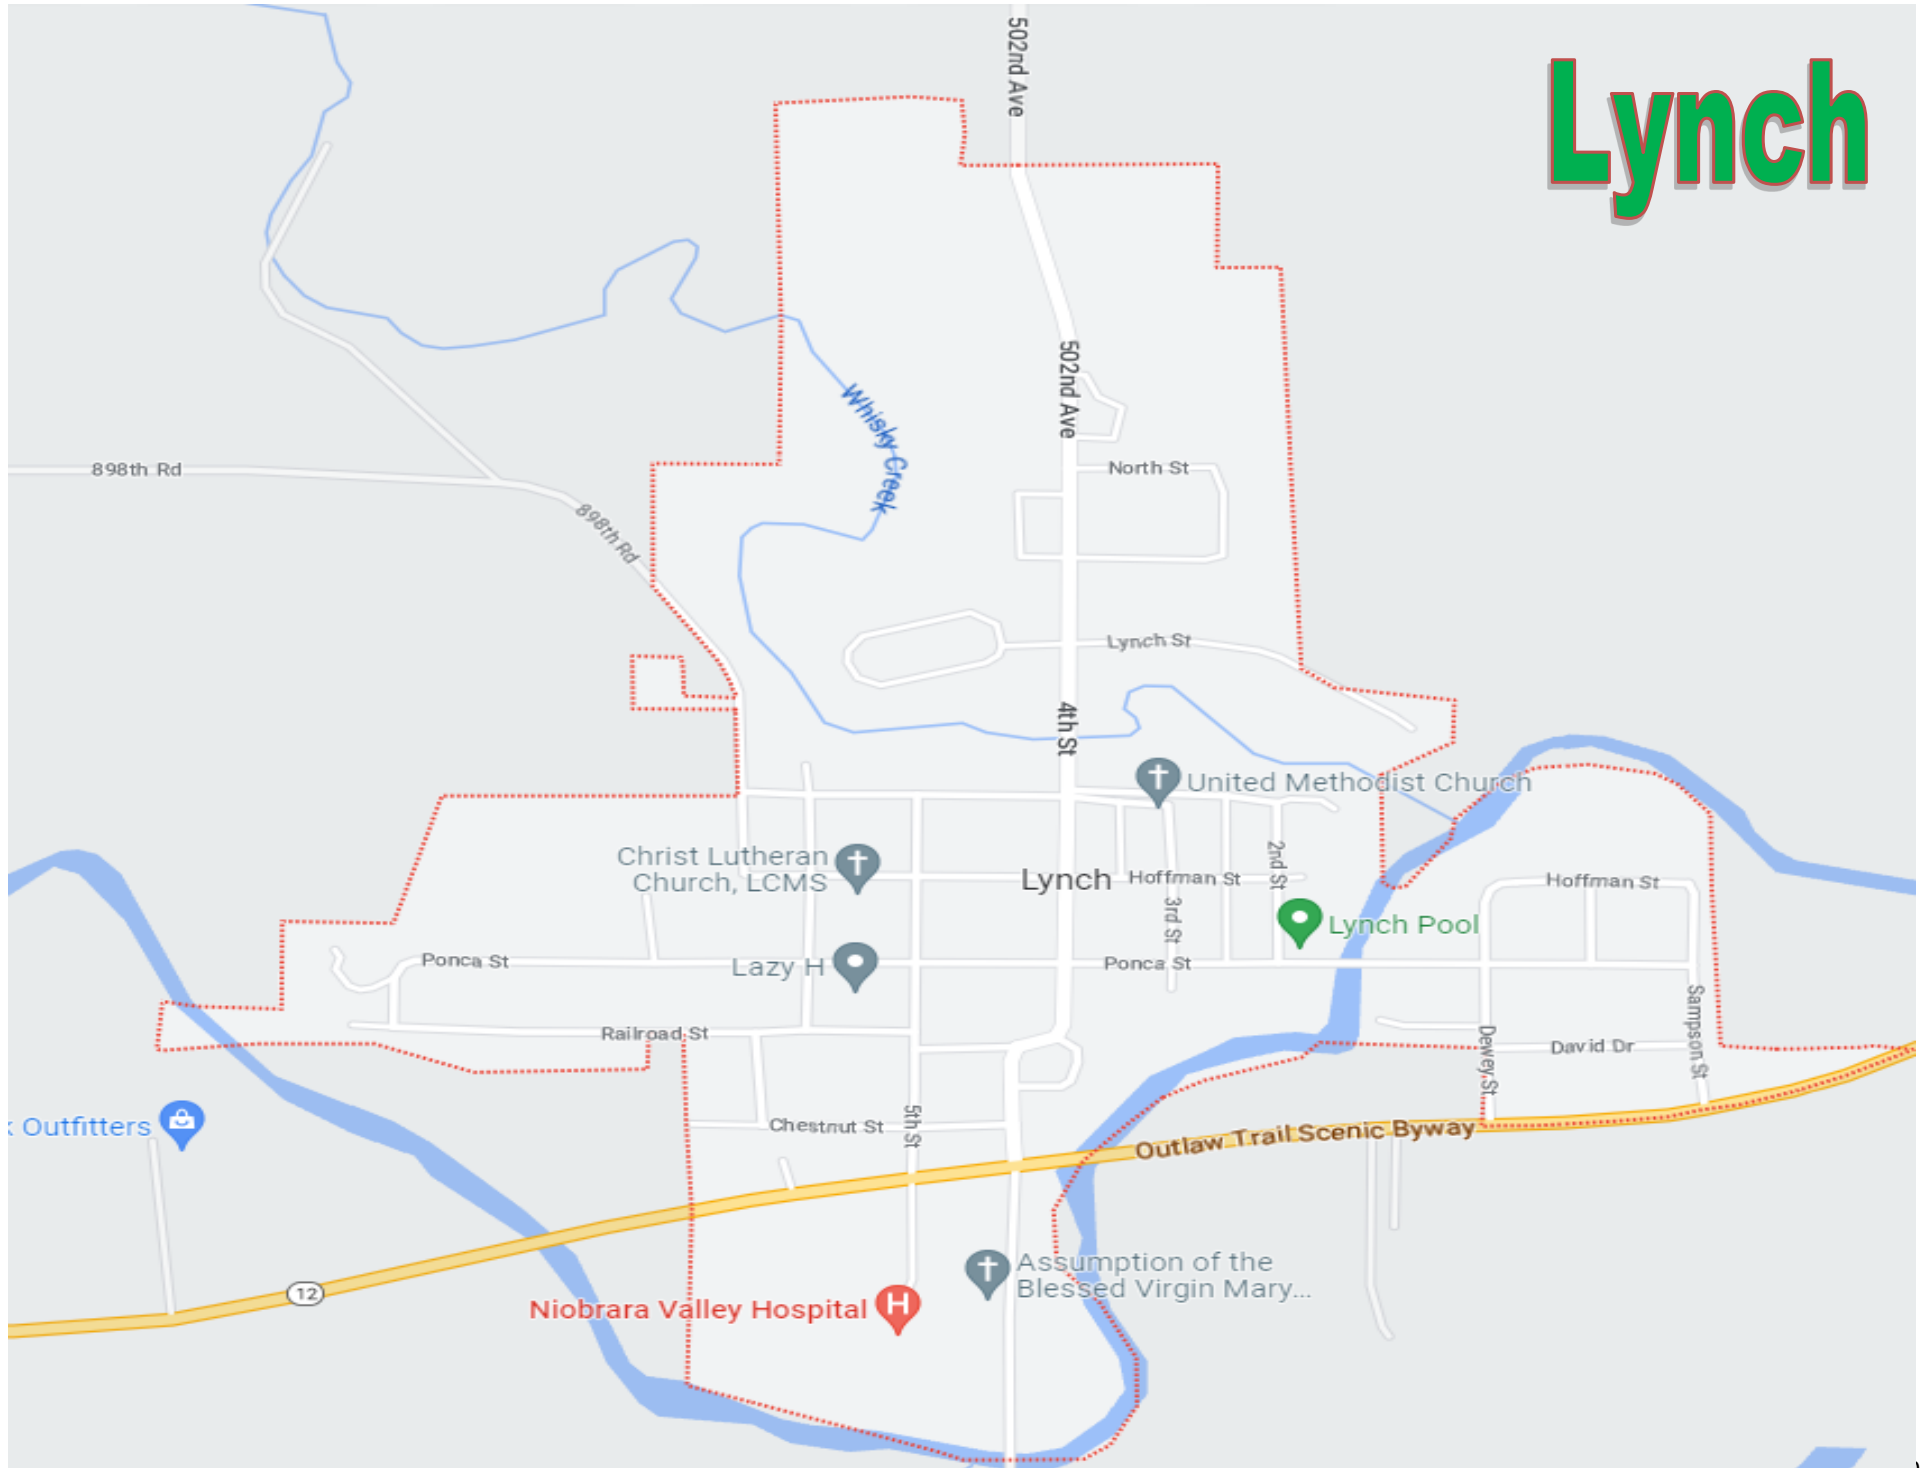 502nd Ave
Lynch
502nd Ave
Whisky Creek
898th Rd
North St
898th Rd
Lynch St
4th St
United Methodist Church
Christ Lutheran
Church, LCMS
2nd St
Lynch
Hoffman St
Hoffman St
3rd St
Lynch Pool
Ponca St
Lazy H
Ponca St
Sampson St
Railroad St
Dewey St
David Dr
5th St
Outfitters
Chestnut St
Outlaw Trail Scenic Byway
Assumption of the
Blessed Virgin Mary...
12
Niobrara Valley Hospital
H